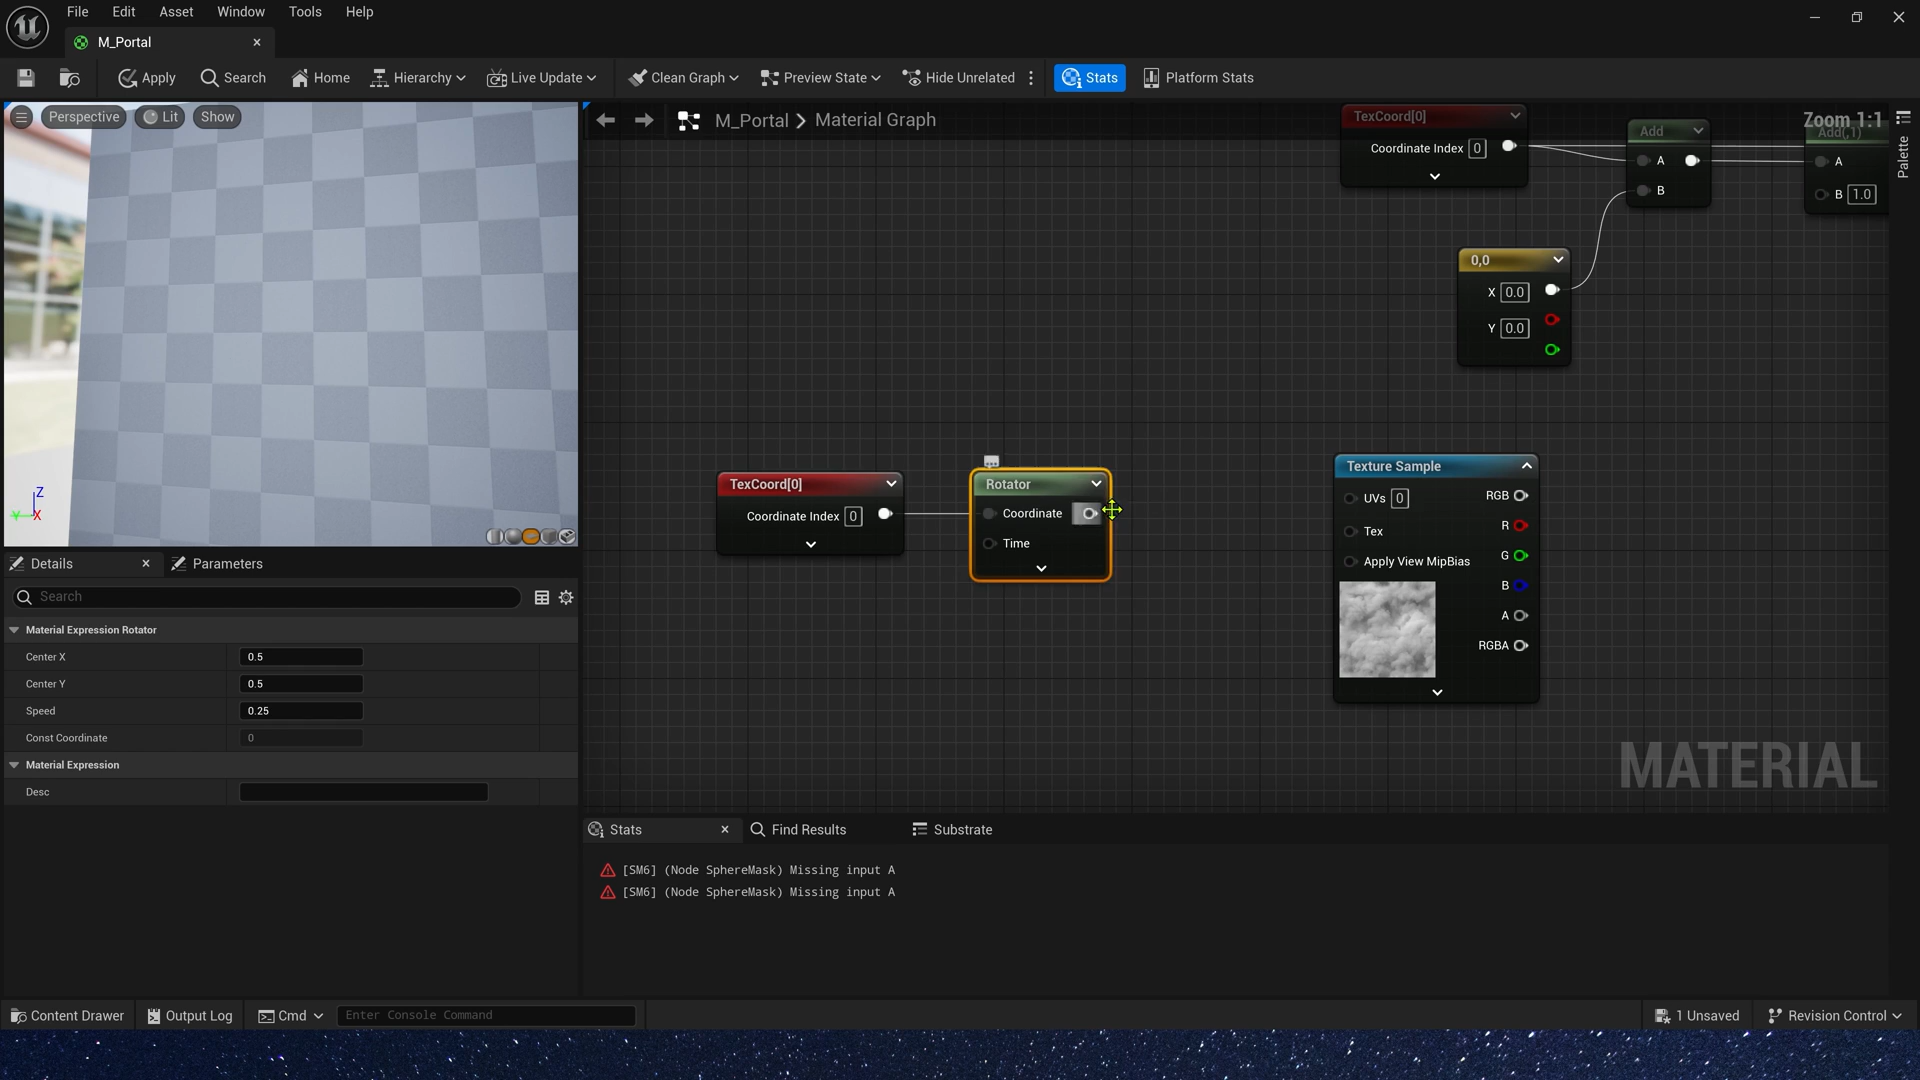 File Edit Asset Window Tools Help
M_Portal
Apply Search Home Hierarchy Live Update Clean Graph Preview State Hide Unrelated Stats Platform Stats
Perspective Lit Show
M_Portal > Material Graph
Zoom 1:1
Palette
TexCoord[0]
Coordinate Index 0
Add
A
B
Add(,1)
A
B 1.0
0,0
X 0.0
Y 0.0
TexCoord[0]
Coordinate Index 0
Rotator
Coordinate
Time
Texture Sample
UVs 0 RGB
R
Tex
G
Apply View MipBias
B
A
RGBA
MATERIAL
Z
Y X
Details Parameters
Search
Material Expression Rotator
Center X 0.5
Center Y 0.5
Speed 0.25
Const Coordinate 0
Material Expression
Desc
Stats Find Results Substrate
[SM6] (Node SphereMask) Missing input A
[SM6] (Node SphereMask) Missing input A
Content Drawer Output Log Cmd Enter Console Command 1 Unsaved Revision Control